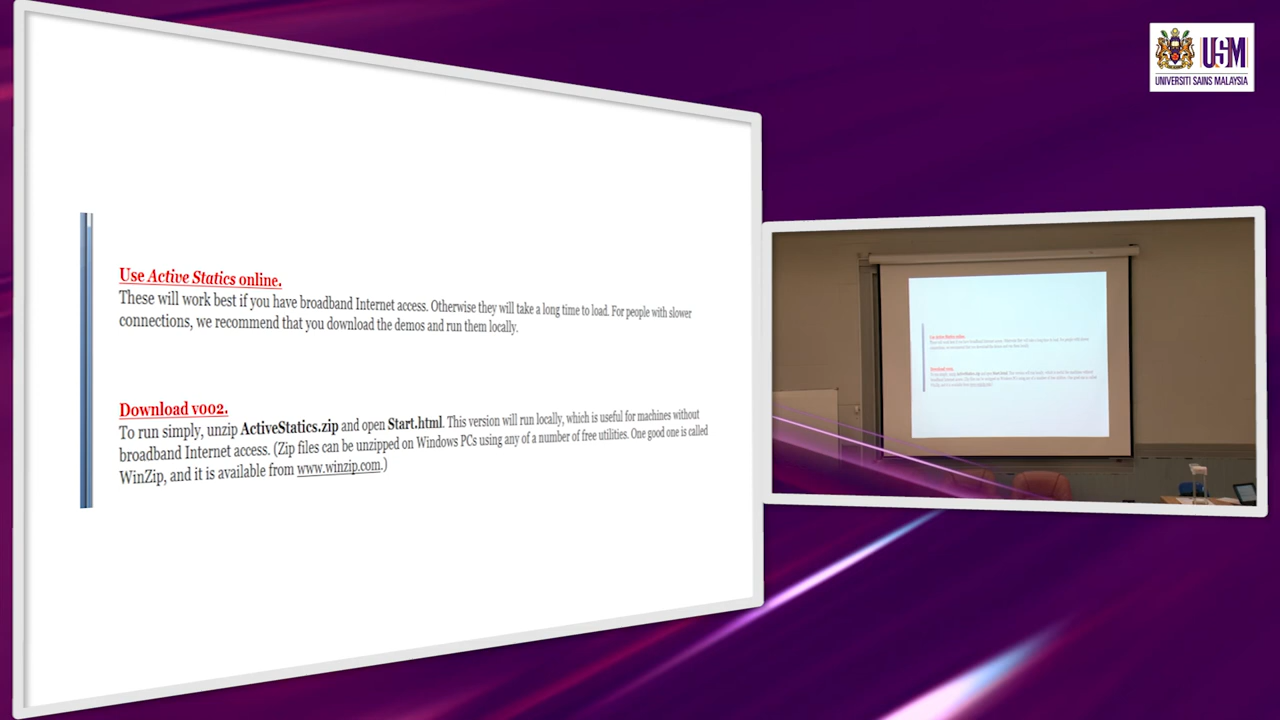 Use Active Statics online.
These will work best if you have broadband Internet access. Otherwise they will take a long time to load. For people with slower
connections, we recommend that you download the demos and run them locally.
Download v002.
To run simply, unzip ActiveStatics.zip and open Start.html. This version will run locally, which is useful for machines without
broadband Internet access. (Zip files can be unzipped on Windows PCs using any of a number of free utilities. One good one is called
WinZip, and it is available from www.winzip.com.)
USM
UNIVERSITI SAINS MALAYSIA